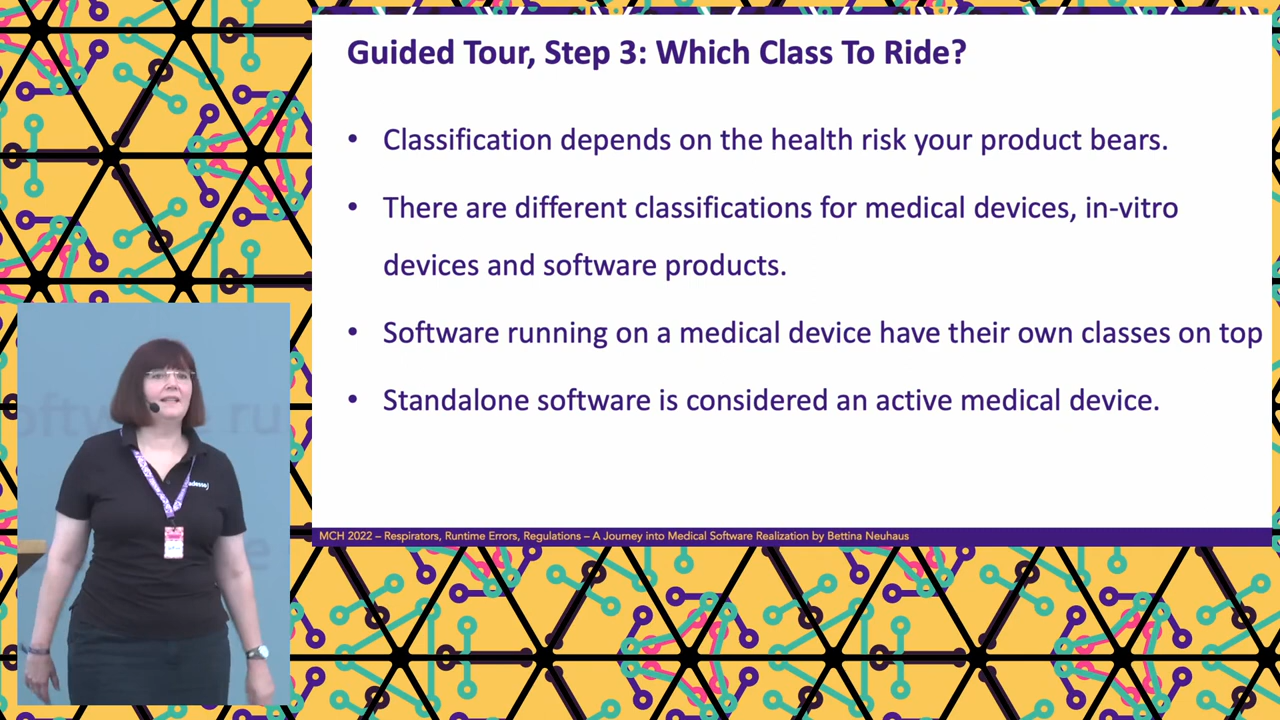 Guided Tour, Step 3: Which Class To Ride?
• Classification depends on the health risk your product bears.
• There are different classifications for medical devices, in-vitro
devices and software products.
• Software running on a medical device have their own classes on top
• Standalone software is considered an active medical device.
MCH 2022 – Respirators, Runtime Errors, Regulations – A Journey into Medical Software Realization by Bettina Neuhaus